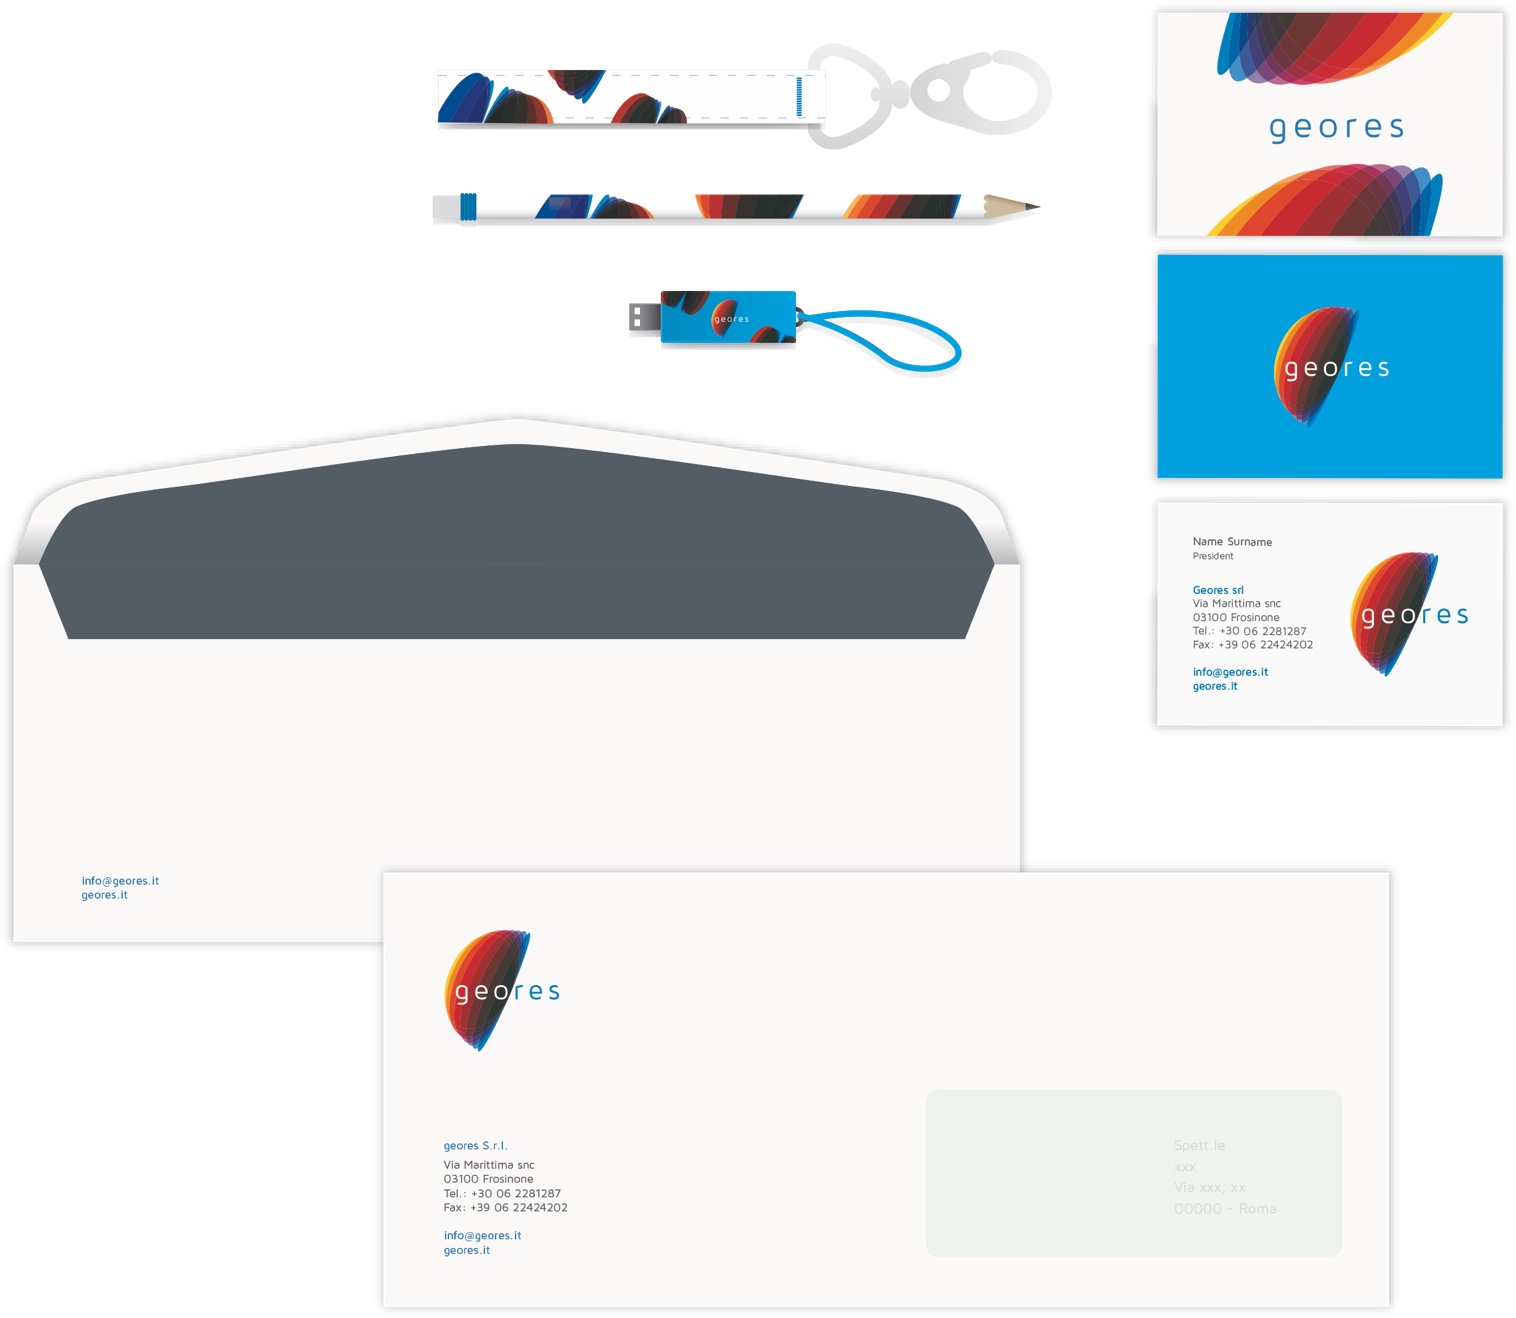 geores
geores
geores
Name Surname
President
Geores srl
Via Marittima snc
03100 Frosinone
Tel.: +30 06 2281287
Fax: +39 06 22424202
info@geores.it
geores.it
geores
info@geores.it
geores.it
geores
geores S.r.l.
Via Marittima snc
03100 Frosinone
Tel.: +30 06 2281287
Fax: +39 06 22424202
info@geores.it
geores.it
Spett.le
xxx
Via xxx, xx
00000 - Roma